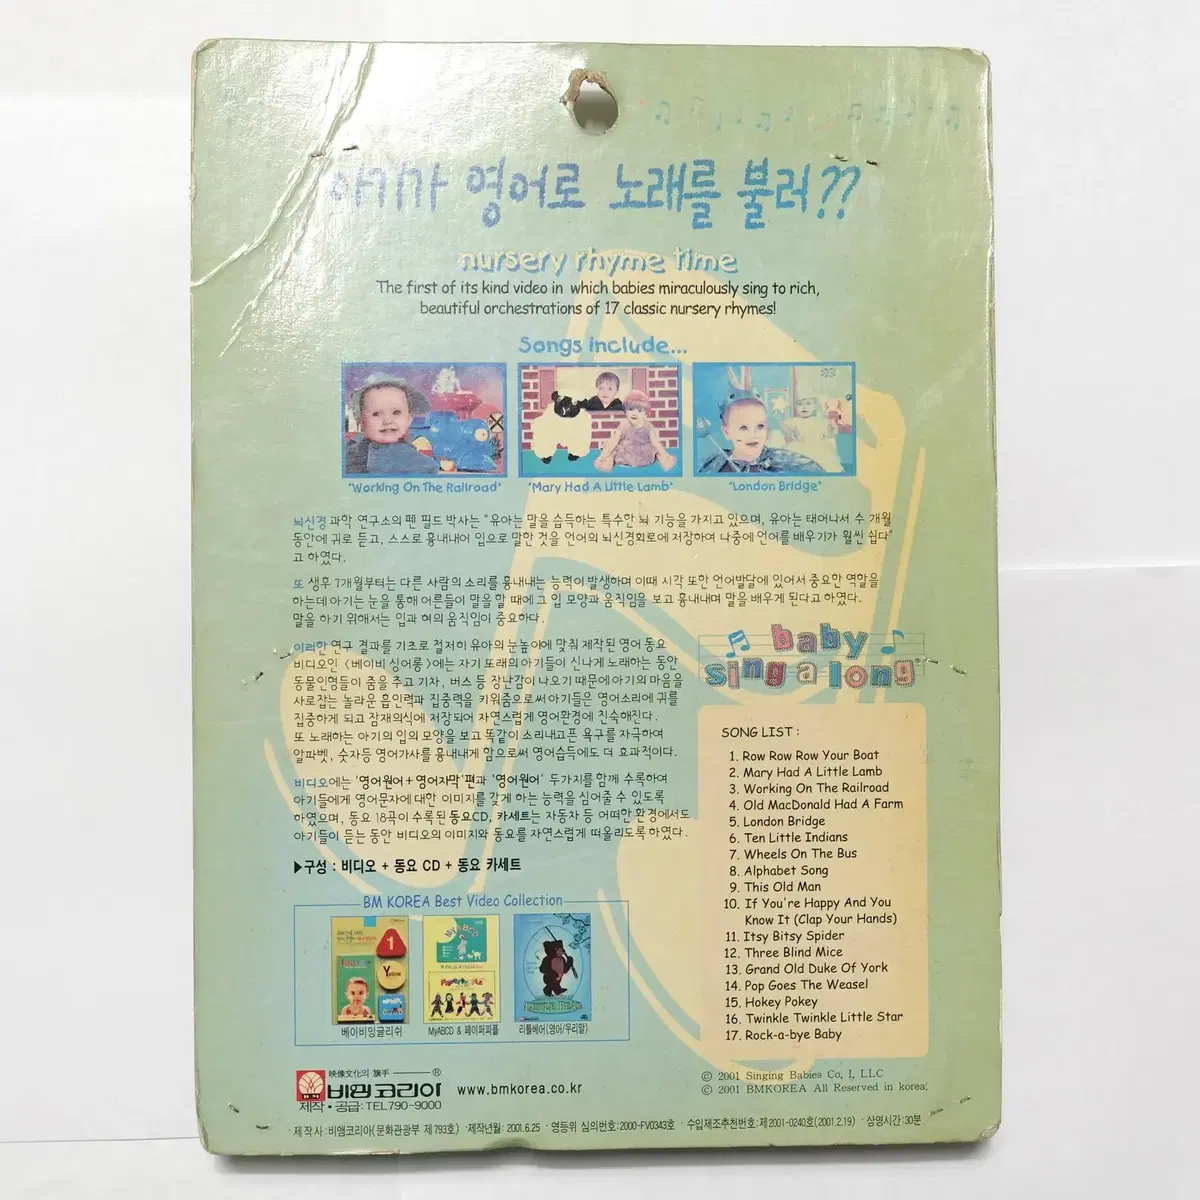 아기가 영어로 노래를 불러??
nursery rhyme time
The first of its kind video in which babies miraculously sing to rich,
beautiful orchestrations of 17 classic nursery rhymes!
Songs include...
"Working On The Railroad" "Mary Had A Little Lamb" "London Bridge"
뇌신경과학 연구소의 펜 필드 박사는 "유아는 말을 습득하는 특수한 뇌 기능을 가지고 있으며, 유아는 태어나서 수 개월
동안에 귀로 듣고, 스스로 흉내내어 입으로 말한 것을 언어의 뇌신경회로에 저장하여 나중에 언어를 배우기가 훨씬 쉽다"
고 하였다.
또 생후 7개월부터는 다른 사람의 소리를 흉내내는 능력이 발생하며 이때 시각 또한 언어발달에 있어서 중요한 역할을
하는데 아기는 눈을 통해 어른들이 말을 할 때에 그 입 모양과 움직임을 보고 흉내내며 말을 배우게 된다고 하였다.
말을 하기 위해서는 입과 혀의 움직임이 중요하다.
이러한 연구 결과를 기초로 철저히 유아의 눈높이에 맞춰 제작된 영어 동요
비디오인 <베이비 싱어롱>에는 자기 또래의 아기들이 신나게 노래하는 동안
동물인형들이 춤을 추고 기차, 버스 등 장난감이 나오기 때문에 아기의 마음을
사로잡는 놀라운 흡인력과 집중력을 키워줌으로써 아기들은 영어소리에 귀를
집중하게 되고 잠재의식에 저장되어 자연스럽게 영어환경에 친숙해진다.
또 노래하는 아기의 입의 모양을 보고 똑같이 소리내고픈 욕구를 자극하여
알파벳, 숫자등 영어가사를 흉내내게 함으로써 영어습득에도 더 효과적이다.
비디오에는 '영어원어+영어자막'편과 '영어원어' 두가지를 함께 수록하여
아기들에게 영어문자에 대한 이미지를 갖게 하는 능력을 심어줄 수 있도록
하였으며, 동요 18곡이 수록된 동요CD, 카세트는 자동차 등 어떠한 환경에서도
아기들이 듣는 동안 비디오의 이미지와 동요를 자연스럽게 떠올리도록 하였다.
▶구성 : 비디오 + 동요 CD + 동요 카세트
baby
sing a long
SONG LIST :
1. Row Row Row Your Boat
2. Mary Had A Little Lamb
3. Working On The Railroad
4. Old MacDonald Had A Farm
5. London Bridge
6. Ten Little Indians
7. Wheels On The Bus
8. Alphabet Song
9. This Old Man
10. If You're Happy And You
Know It (Clap Your Hands)
11. Itsy Bitsy Spider
12. Three Blind Mice
13. Grand Old Duke Of York
14. Pop Goes The Weasel
15. Hokey Pokey
16. Twinkle Twinkle Little Star
17. Rock-a-bye Baby
BM KOREA Best Video Collection
1
Yellow
My ABCD
LITTLE BEAR
베이비잉글리쉬 MyABCD & 페이퍼피플 리틀베어(영어/우리말)
映像文化의 旗手 ®
B M 비엠코리아 www.bmkorea.co.kr
제작 • 공급: TEL790-9000
© 2001 Singing Babies Co, I, LLC
© 2001 BMKOREA All Reserved in korea.
· 제작사: 비엠코리아(문화관광부 제793호) · 제작년월: 2001.6.25 · 영등위 심의번호: 2000-FV0343호 · 수입제조추천번호: 제2001-0240호(2001.2.19) · 상영시간: 30분